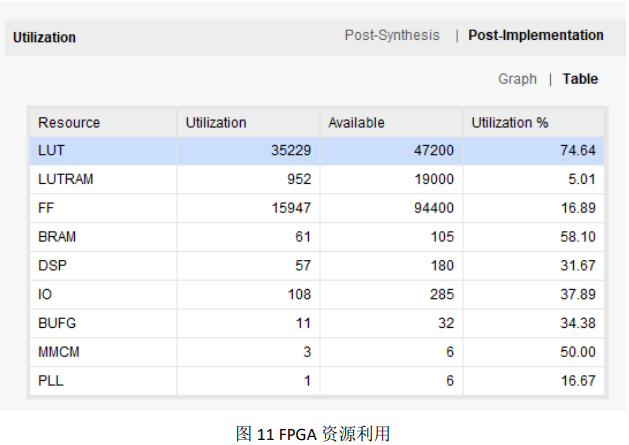 Utilization Post-Synthesis | Post-Implementation
Graph | Table
Resource Utilization Available Utilization %
LUT 35229 47200 74.64
LUTRAM 952 19000 5.01
FF 15947 94400 16.89
BRAM 61 105 58.10
DSP 57 180 31.67
IO 108 285 37.89
BUFG 11 32 34.38
MMCM 3 6 50.00
PLL 1 6 16.67
图 11 FPGA 资源利用